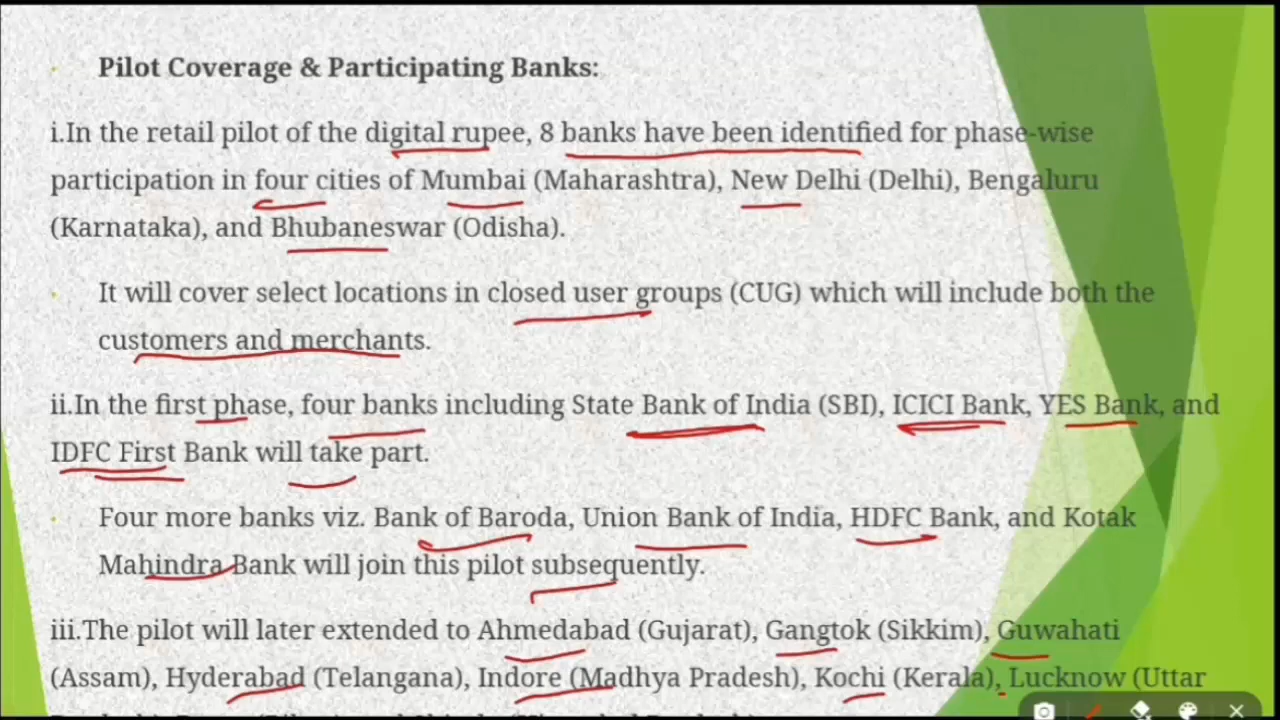 Pilot Coverage & Participating Banks:
i.In the retail pilot of the digital rupee, 8 banks have been identified for phase-wise
participation in four cities of Mumbai (Maharashtra), New Delhi (Delhi), Bengaluru
(Karnataka), and Bhubaneswar (Odisha).
It will cover select locations in closed user groups (CUG) which will include both the
customers and merchants.
ii.In the first phase, four banks including State Bank of India (SBI), ICICI Bank, YES Bank, and
IDFC First Bank will take part.
Four more banks viz. Bank of Baroda, Union Bank of India, HDFC Bank, and Kotak
Mahindra Bank will join this pilot subsequently.
iii.The pilot will later extended to Ahmedabad (Gujarat), Gangtok (Sikkim), Guwahati
(Assam), Hyderabad (Telangana), Indore (Madhya Pradesh), Kochi (Kerala), Lucknow (Uttar